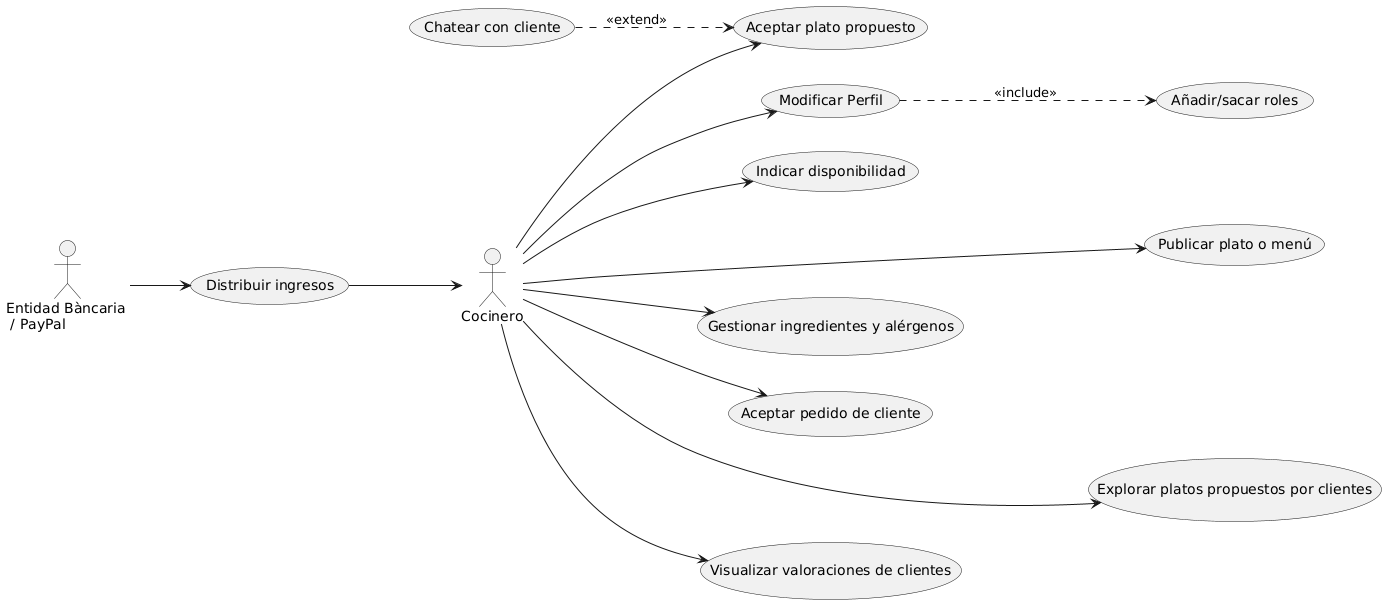 Chatear con cliente
«extend»
Aceptar plato propuesto
Modificar Perfil
«include»
Añadir/sacar roles
Indicar disponibilidad
Publicar plato o menú
Entidad Bàncaria
/ PayPal
Distribuir ingresos
Cocinero
Gestionar ingredientes y alérgenos
Aceptar pedido de cliente
Explorar platos propuestos por clientes
Visualizar valoraciones de clientes